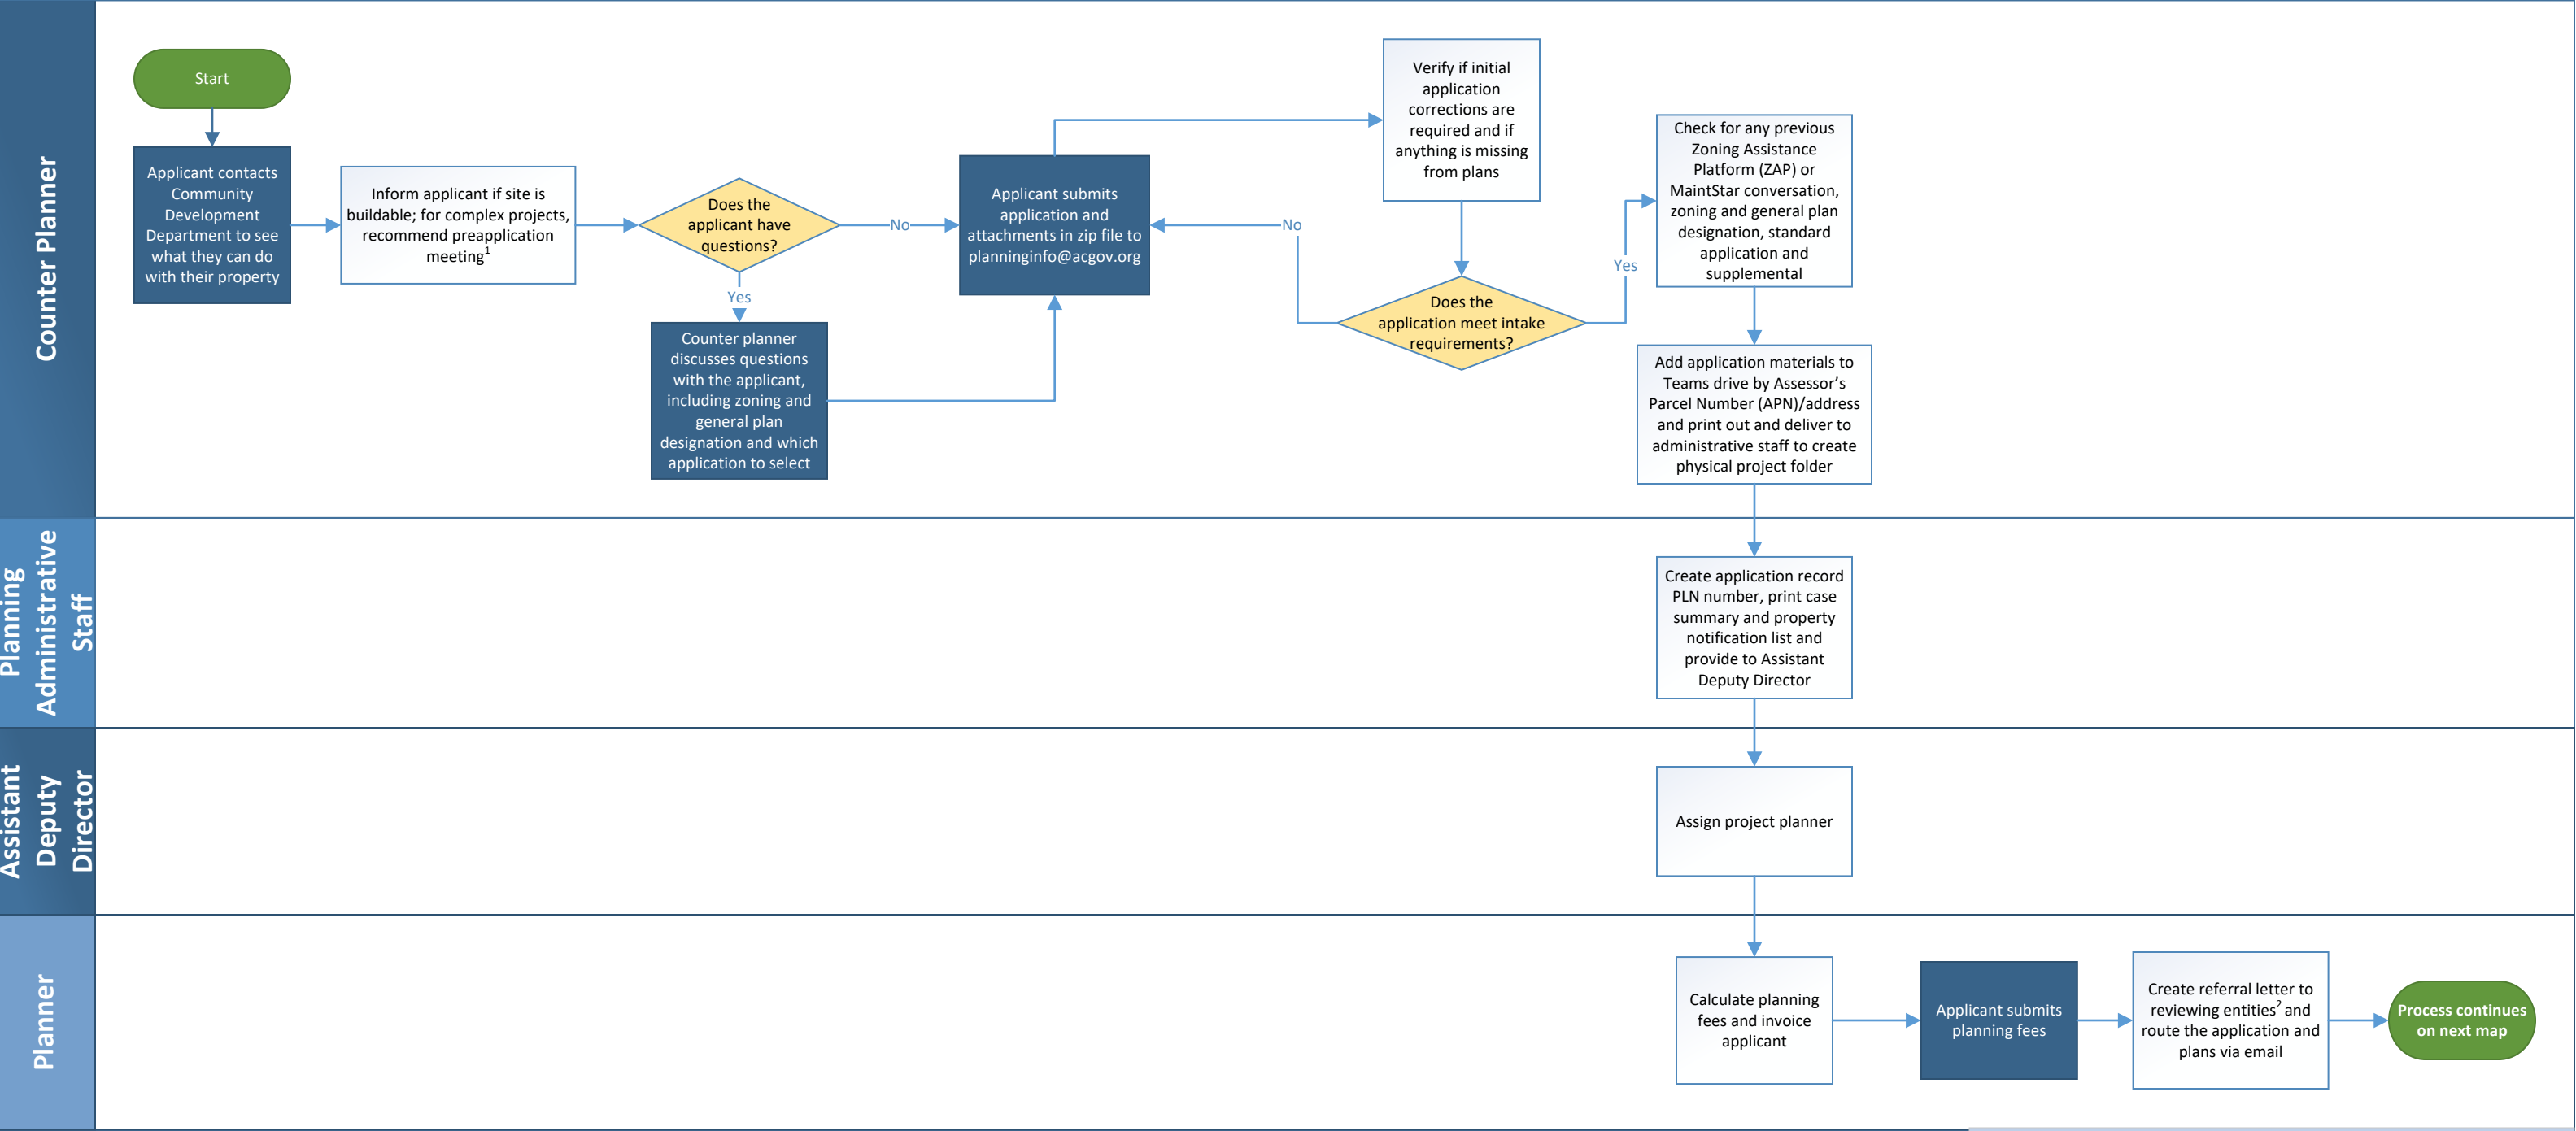 Counter Planner
Start
Applicant contacts
Community
Development
Department to see
what they can do
with their property
Inform applicant if site is
buildable; for complex projects,
recommend preapplication
meeting1
Does the
applicant have
questions?
No
Yes
Counter planner
discusses questions
with the applicant,
including zoning and
general plan
designation and which
application to select
Applicant submits
application and
attachments in zip file to
planninginfo@acgov.org
Verify if initial
application
corrections are
required and if
anything is missing
from plans
Does the
application meet intake
requirements?
No
Yes
Check for any previous
Zoning Assistance
Platform (ZAP) or
MaintStar conversation,
zoning and general plan
designation, standard
application and
supplemental
Add application materials to
Teams drive by Assessor’s
Parcel Number (APN)/address
and print out and deliver to
administrative staff to create
physical project folder
Planning
Administrative
Staff
Create application record
PLN number, print case
summary and property
notification list and
provide to Assistant
Deputy Director
Assistant
Deputy
Director
Assign project planner
Planner
Calculate planning
fees and invoice
applicant
Applicant submits
planning fees
Create referral letter to
reviewing entities2 and
route the application and
plans via email
Process continues
on next map